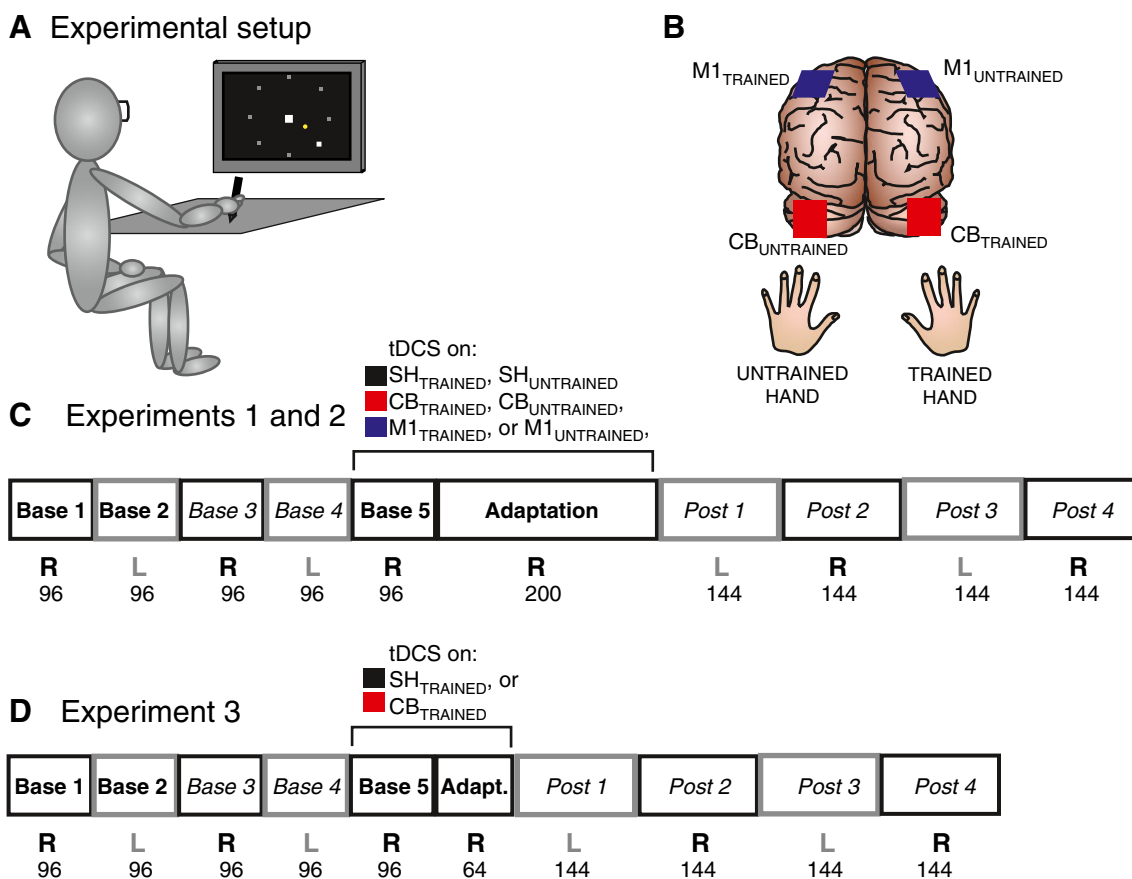 A Experimental setup
B
M1TRAINED
M1UNTRAINED
CBUNTRAINED
CBTRAINED
UNTRAINED
HAND
TRAINED
HAND
C Experiments 1 and 2
tDCS on:
SHTRAINED, SHUNTRAINED
CBTRAINED, CBUNTRAINED,
M1TRAINED, or M1UNTRAINED,
Base 1 Base 2 Base 3 Base 4 Base 5 Adaptation Post 1 Post 2 Post 3 Post 4
R L R L R R L R L R
96 96 96 96 96 200 144 144 144 144
D Experiment 3
tDCS on:
SHTRAINED, or
CBTRAINED
Base 1 Base 2 Base 3 Base 4 Base 5 Adapt. Post 1 Post 2 Post 3 Post 4
R L R L R R L R L R
96 96 96 96 96 64 144 144 144 144